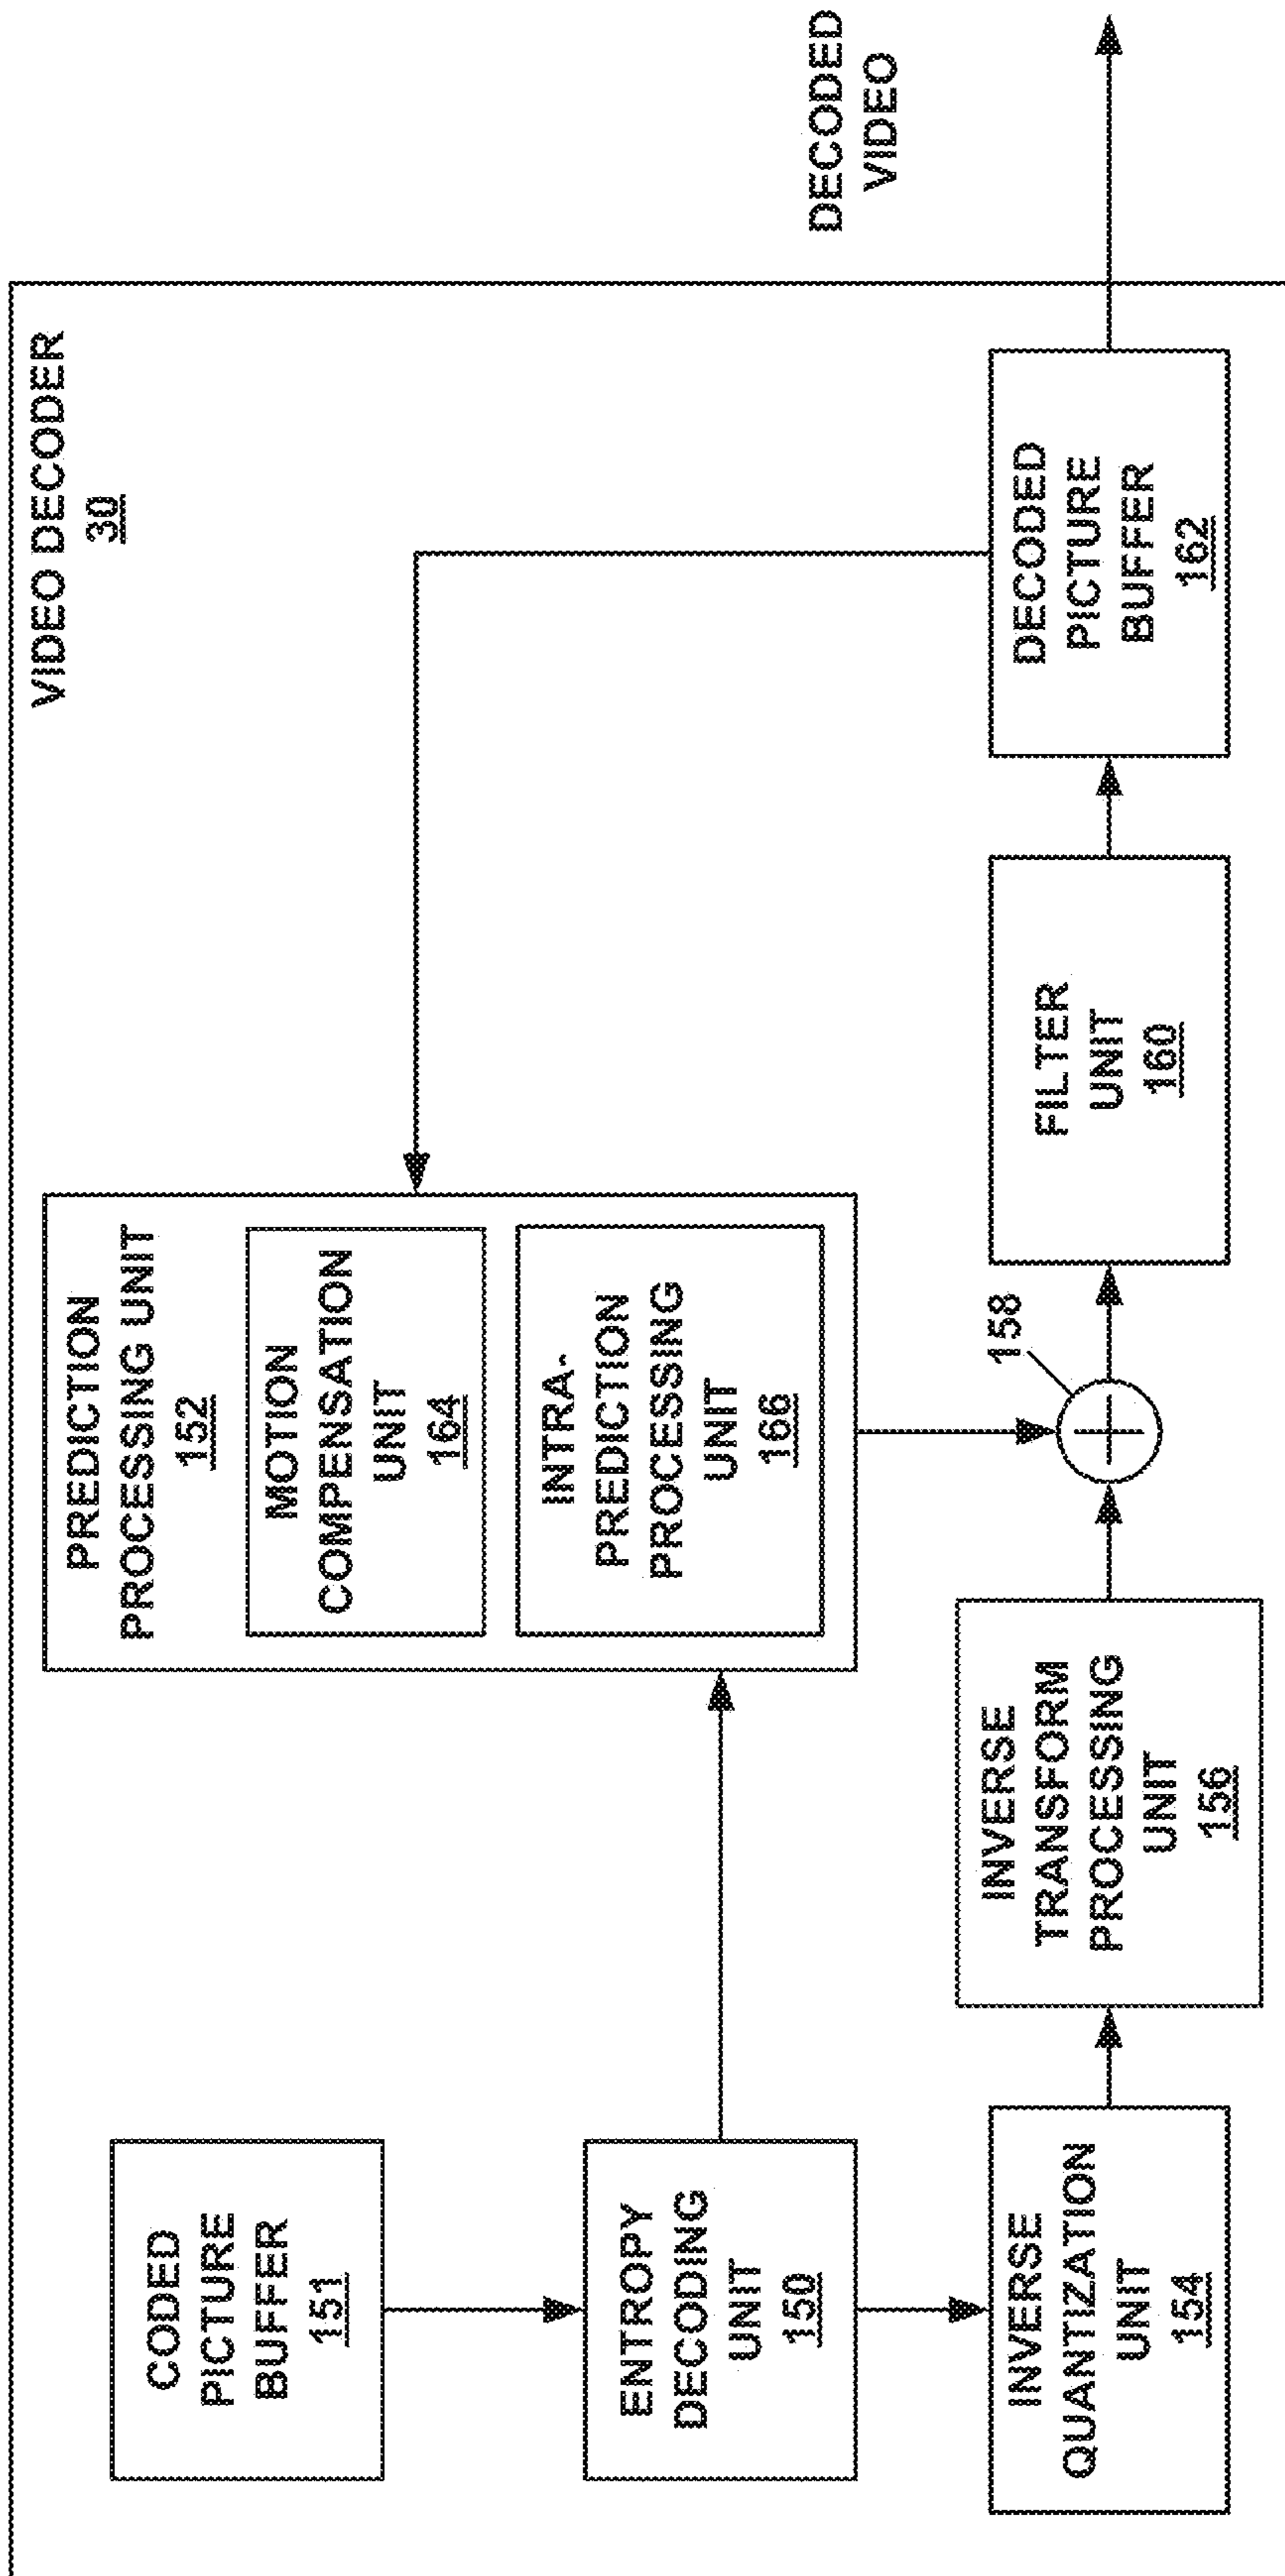 VIDEO DECODER
30
CODED
PICTURE
BUFFER
151
ENTROPY
DECODING
UNIT
150
PREDICTION
PROCESSING UNIT
152
MOTION
COMPENSATION
UNIT
164
INTRA-
PREDICTION
PROCESSING
UNIT
166
INVERSE
QUANTIZATION
UNIT
154
INVERSE
TRANSFORM
PROCESSING
UNIT
156
158
FILTER
UNIT
160
DECODED
PICTURE
BUFFER
162
DECODED
VIDEO